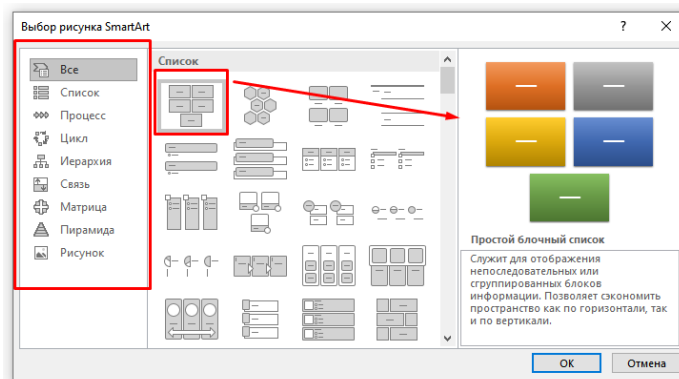 Выбор рисунка SmartArt
?
Все
Список
Процесс
Цикл
Иерархия
Связь
Матрица
Пирамида
Рисунок
Список
Простой блочный список
Служит для отображения
непоследовательных или
сгруппированных блоков
информации. Позволяет сэкономить
пространство как по горизонтали, так
и по вертикали.
ОК
Отмена